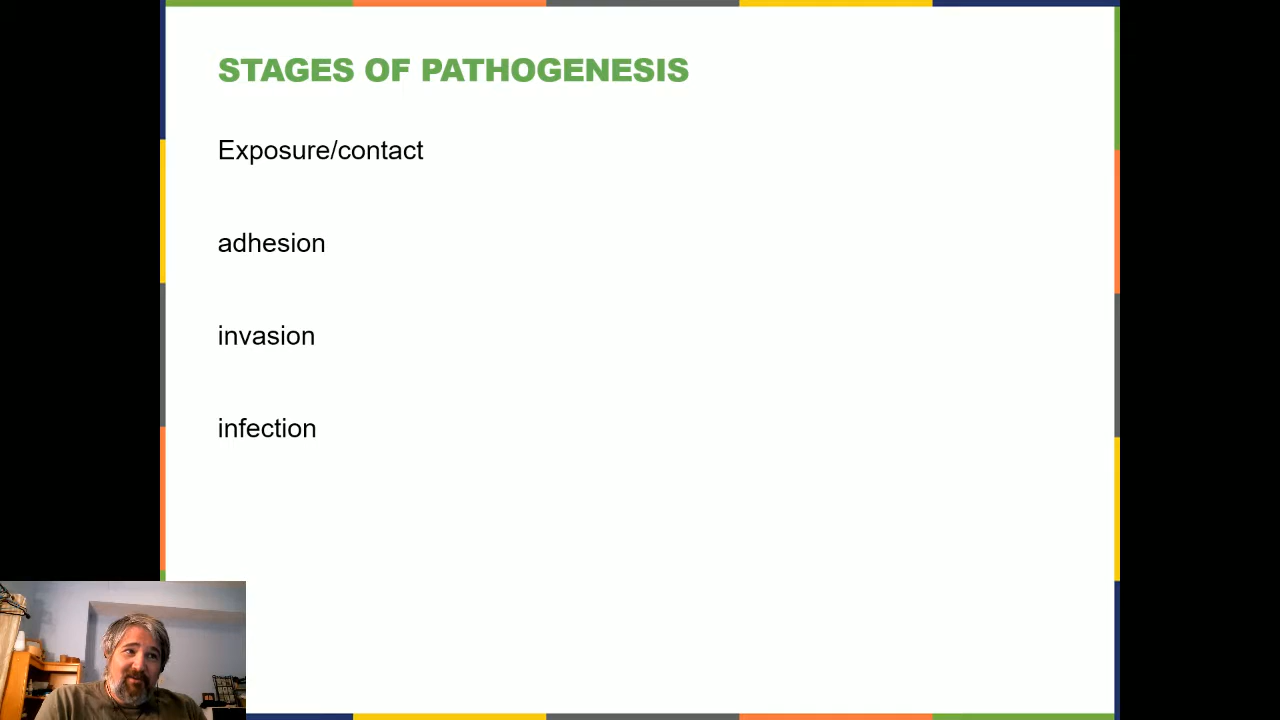 STAGES OF PATHOGENESIS
Exposure/contact
adhesion
invasion
infection